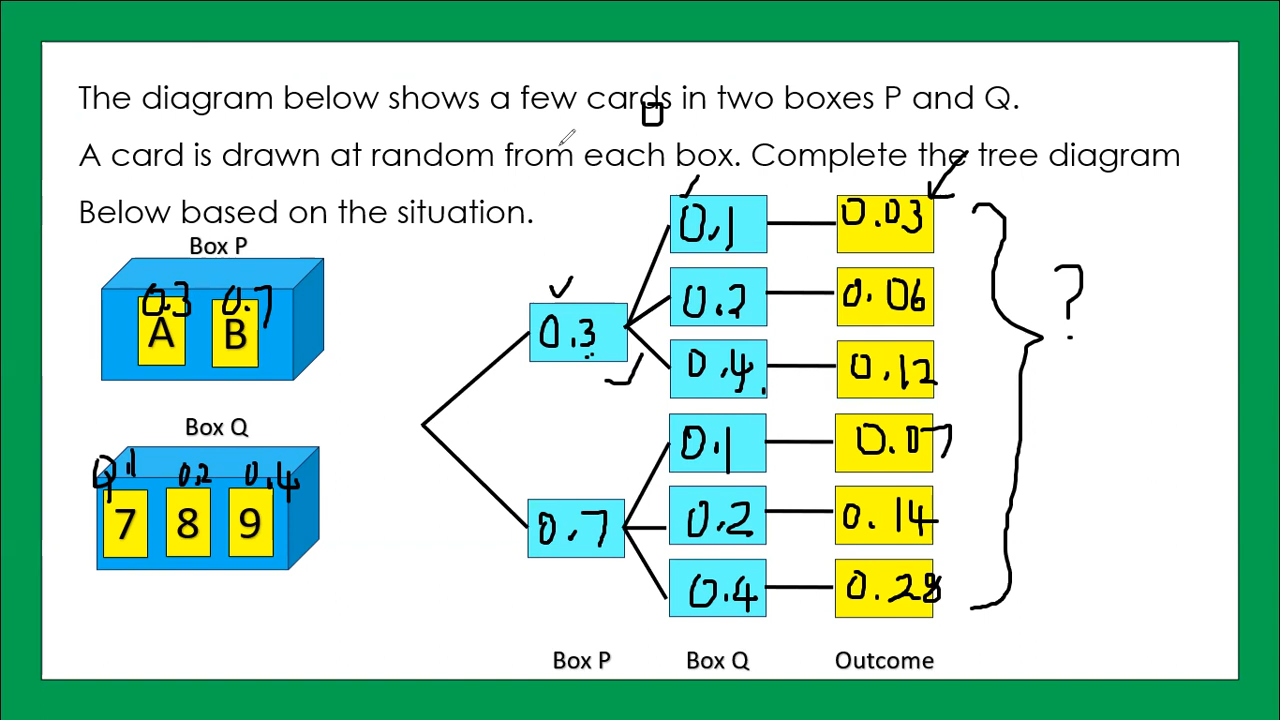 The diagram below shows a few cards in two boxes P and Q.
A card is drawn at random from each box. Complete the tree diagram
Below based on the situation.
Box P
0.3 0.7
A B
Box Q
0.1 0.2 0.4
7 8 9
0.3
0.7
0.1 0.03
0.2 0.06
0.4 0.12
0.1 0.07
0.2 0.14
0.4 0.28
?
Box P Box Q Outcome